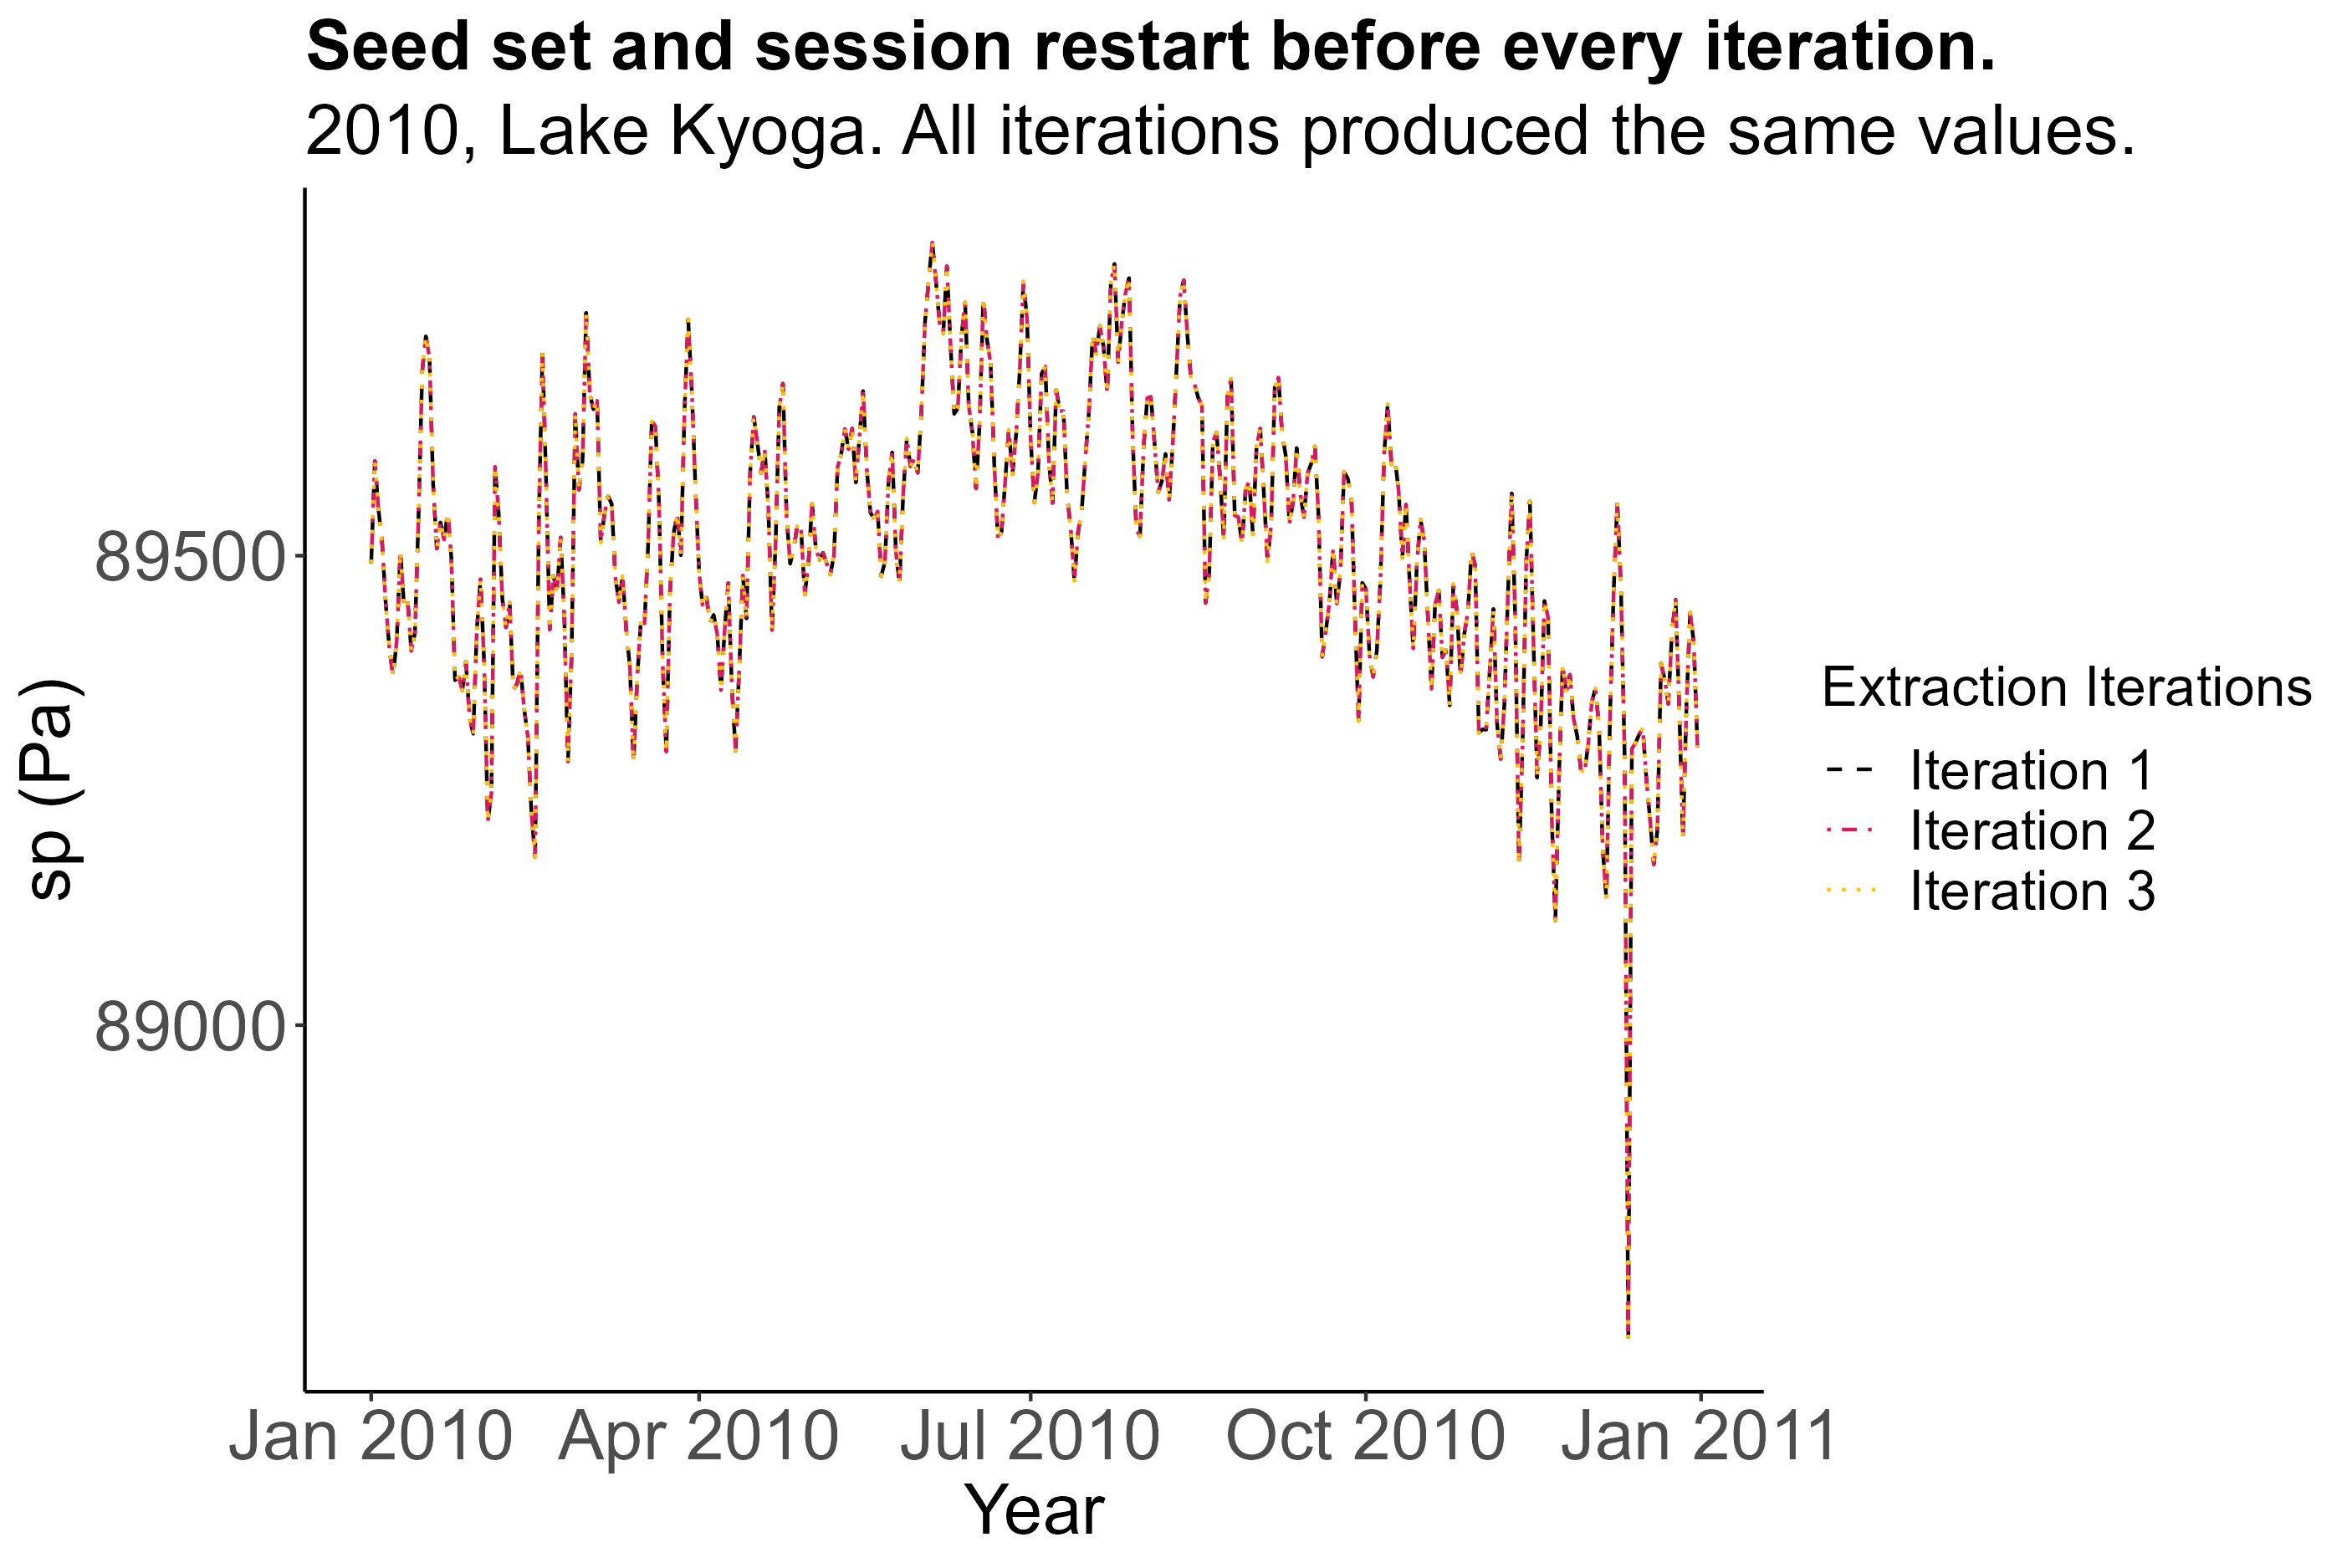 Seed set and session restart before every iteration.
2010, Lake Kyoga. All iterations produced the same values.
sp (Pa)
89500
89000
Jan 2010
Apr 2010
Jul 2010
Oct 2010
Jan 2011
Year
Extraction Iterations
Iteration 1
Iteration 2
Iteration 3